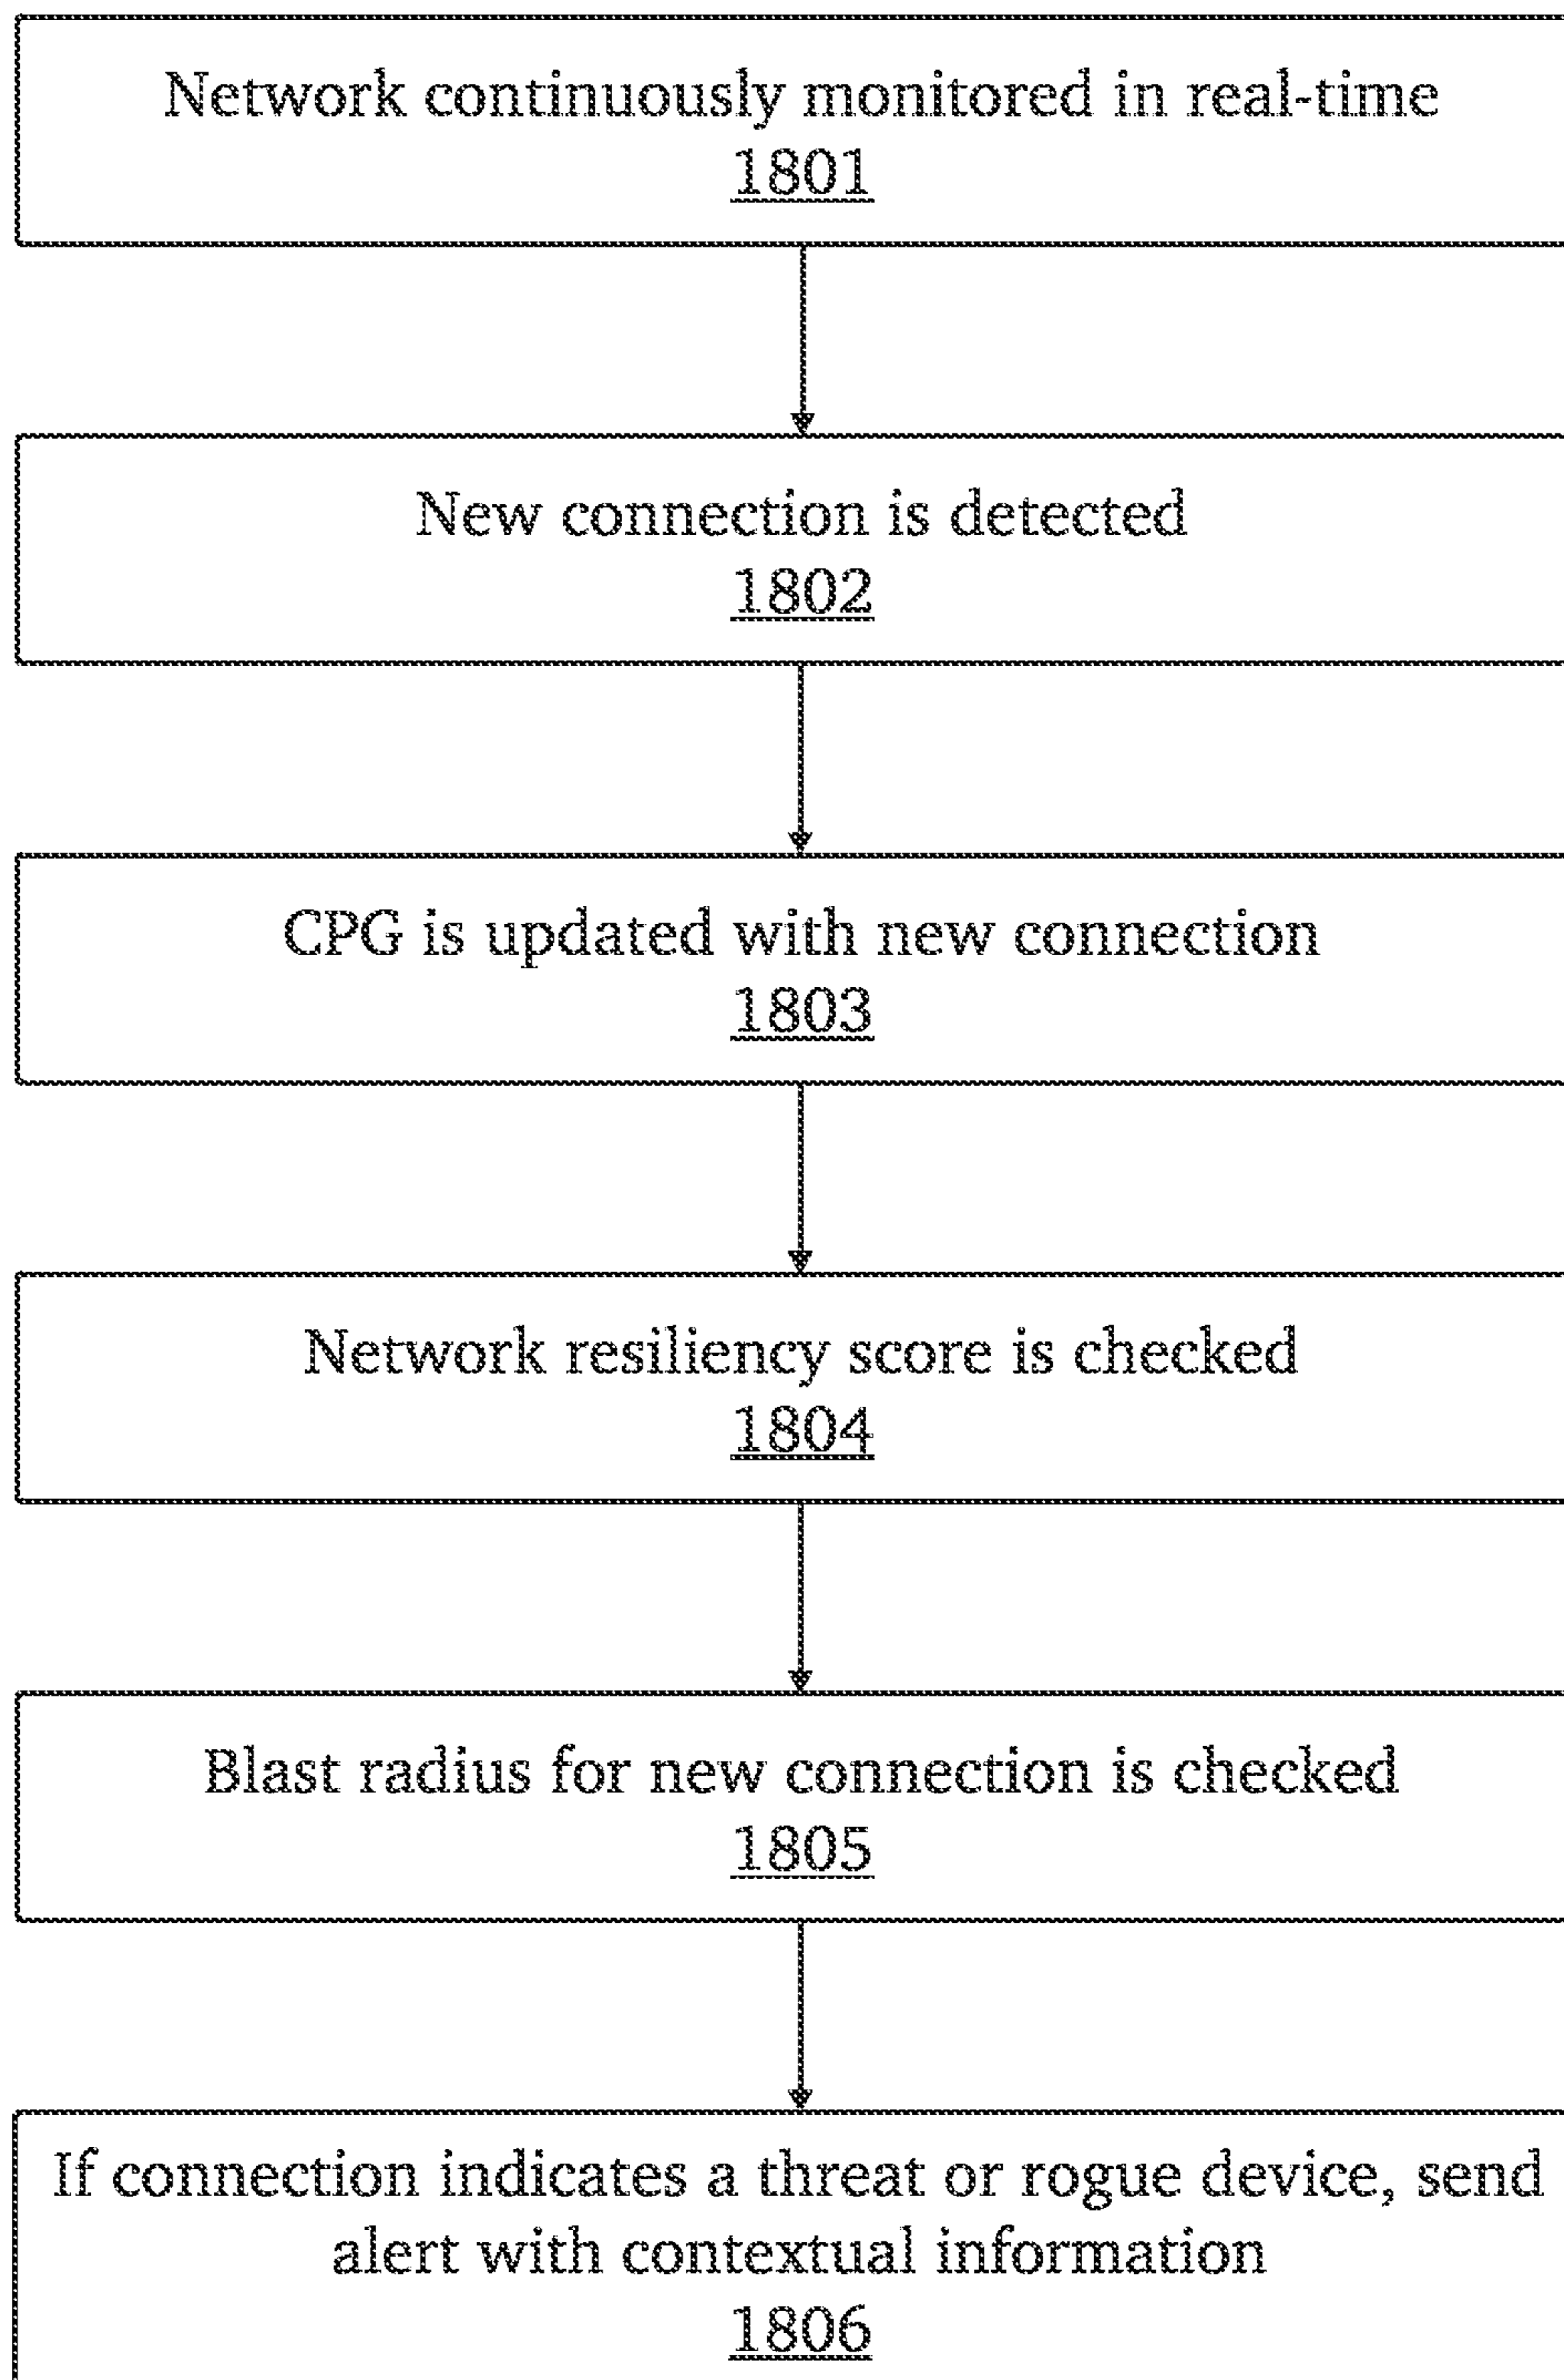 Network continuously monitored in real-time
1801
New connection is detected
1802
CPG is updated with new connection
1803
Network resiliency score is checked
1804
Blast radius for new connection is checked
1805
If connection indicates a threat or rogue device, send
alert with contextual information
1806